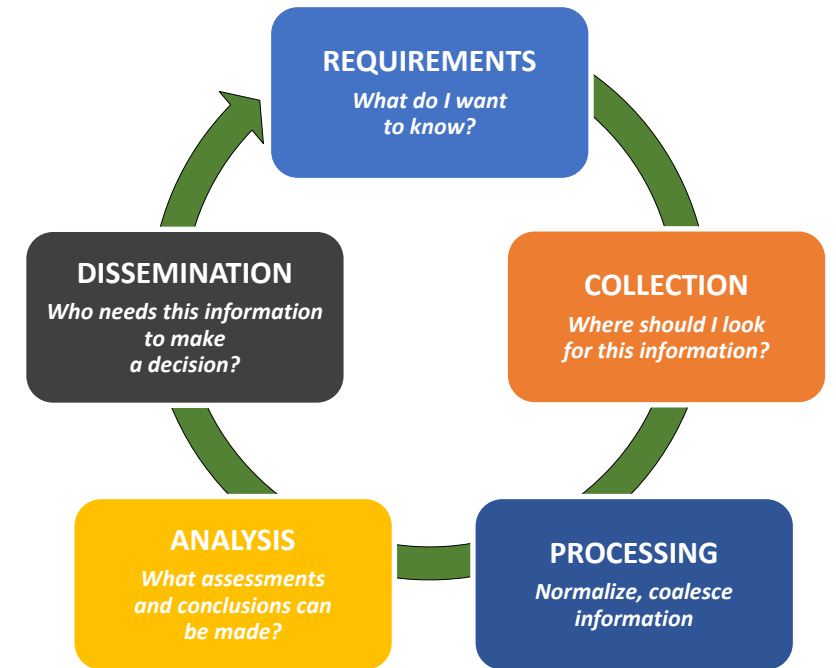 REQUIREMENTS
What do I want
to know?
COLLECTION
Where should I look
for this information?
PROCESSING
Normalize, coalesce
information
ANALYSIS
What assessments
and conclusions can
be made?
DISSEMINATION
Who needs this information
to make
a decision?